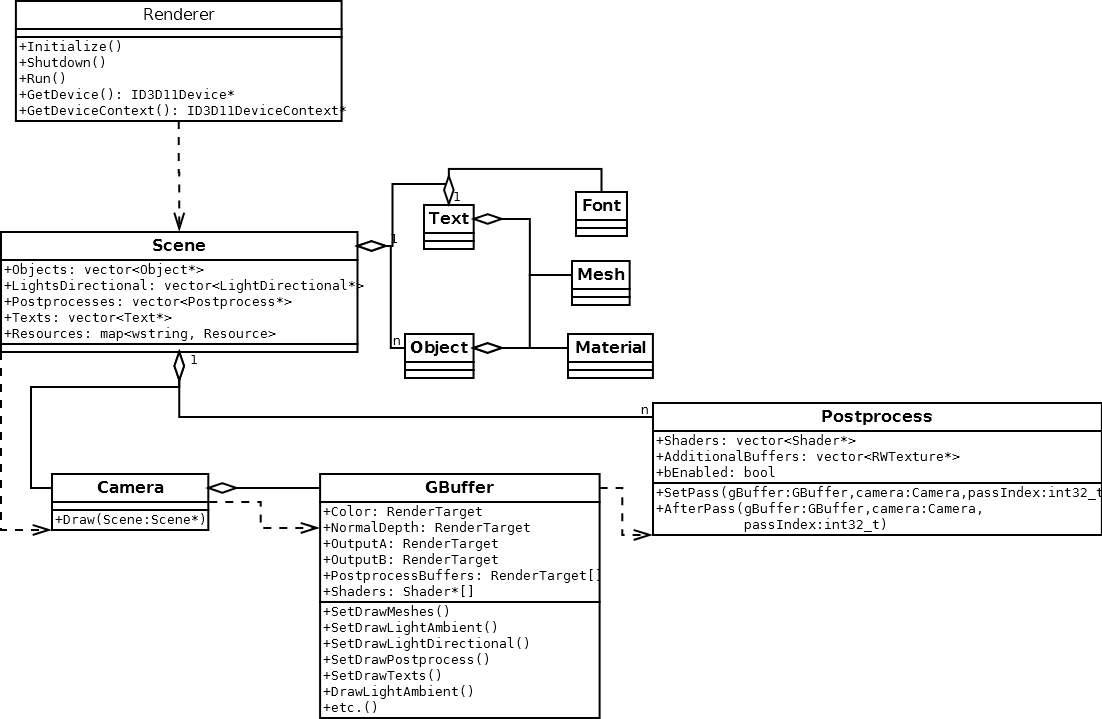 Renderer
+Initialize()
+Shutdown()
+Run()
+GetDevice(): ID3D11Device*
+GetDeviceContext(): ID3D11DeviceContext*
1
Text
Font
Scene
1
+Objects: vector<Object*>
+LightsDirectional: vector<LightDirectional*>
+Postprocesses: vector<Postprocess*>
+Texts: vector<Text*>
+Resources: map<wstring, Resource>
Mesh
n
Object
Material
1
n
Postprocess
+Shaders: vector<Shader*>
+AdditionalBuffers: vector<RWTexture*>
+bEnabled: bool
+SetPass(gBuffer:GBuffer,camera:Camera,passIndex:int32_t
+AfterPass(gBuffer:GBuffer,camera:Camera,
passIndex:int32_t)
Camera
+Draw(Scene:Scene*)
GBuffer
+Color: RenderTarget
+NormalDepth: RenderTarget
+OutputA: RenderTarget
+OutputB: RenderTarget
+PostprocessBuffers: RenderTarget[]
+Shaders: Shader*[]
+SetDrawMeshes()
+SetDrawLightAmbient()
+SetDrawLightDirectional()
+SetDrawPostprocess()
+SetDrawTexts()
+DrawLightAmbient()
+etc.()